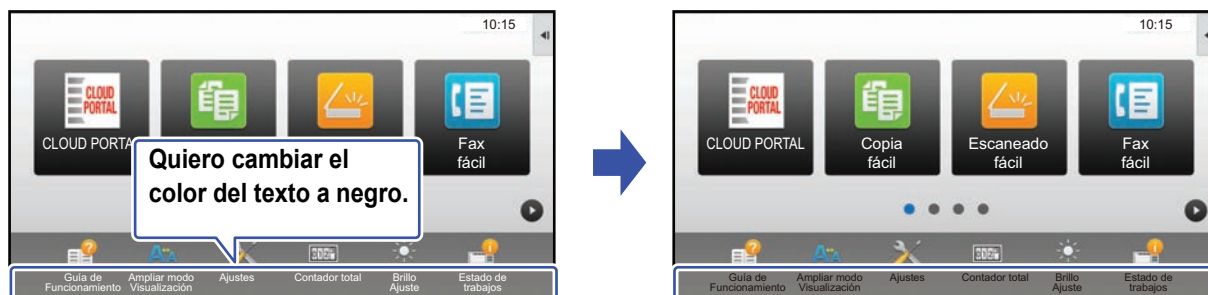 10:15
CLOUD
PORTAL
CLOUD PORTA
Fax
fácil
Quiero cambiar el
color del texto a negro.
Guía de
Funcionamiento
Ampliar modo
Visualización
Ajustes
Contador total
Brillo
Ajuste
Estado de
trabajos
10:15
CLOUD
PORTAL
CLOUD PORTAL
Copia
fácil
Escaneado
fácil
Fax
fácil
Guía de
Funcionamiento
Ampliar modo
Visualización
Ajustes
Contador total
Brillo
Ajuste
Estado de
trabajos